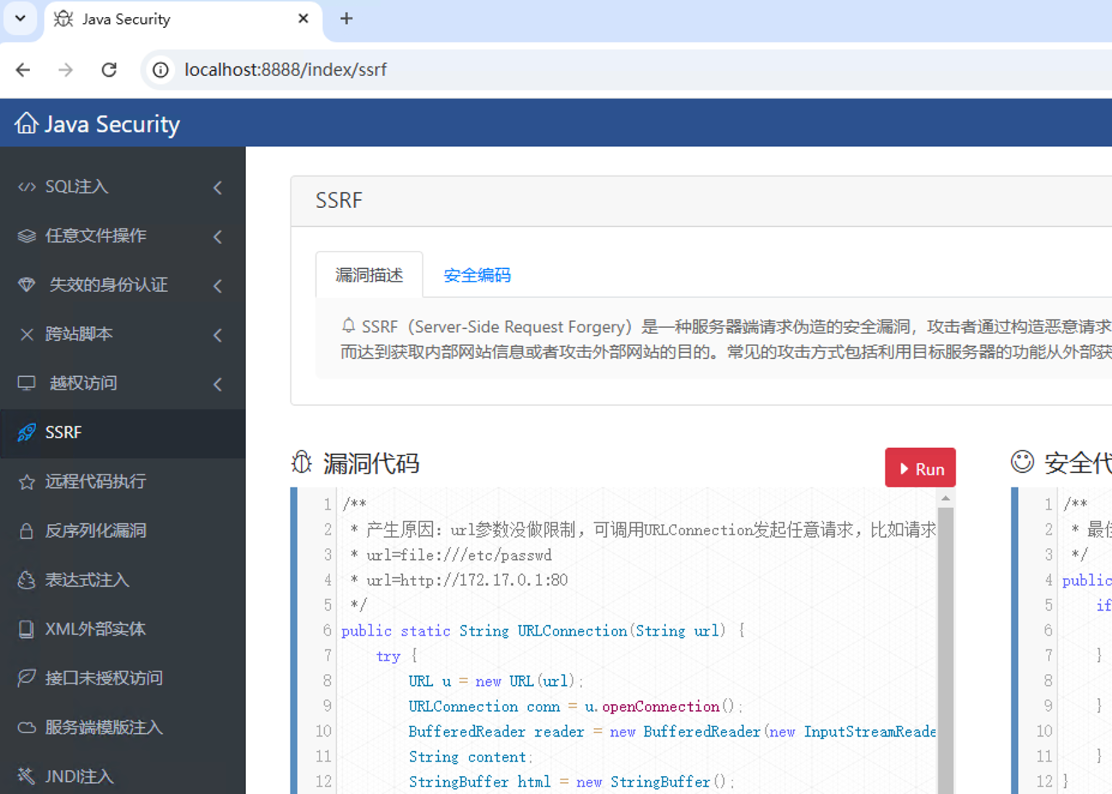 Java Security
localhost:8888/index/ssrf
Java Security
SQL注入
任意文件操作
失效的身份认证
跨站脚本
越权访问
SSRF
远程代码执行
反序列化漏洞
表达式注入
XML外部实体
接口未授权访问
服务端模版注入
JNDI注入
SSRF
漏洞描述 安全编码
SSRF（Server-Side Request Forgery）是一种服务器端请求伪造的安全漏洞，攻击者通过构造恶意请求
而达到获取内部网站信息或者攻击外部网站的目的。常见的攻击方式包括利用目标服务器的功能从外部获
漏洞代码
Run
1 /**
2 * 产生原因：url参数没做限制，可调用URLConnection发起任意请求，比如请求
3 * url=file:///etc/passwd
4 * url=http://172.17.0.1:80
5 */
6 public static String URLConnection(String url) {
7 try {
8 URL u = new URL(url);
9 URLConnection conn = u.openConnection();
10 BufferedReader reader = new BufferedReader(new InputStreamReade
11 String content;
12 StringBuffer html = new StringBuffer();
安全代
1 /**
2 * 最
3 */
4 public
5 if
6
7 }
8
9 }
10
11 }
12 }